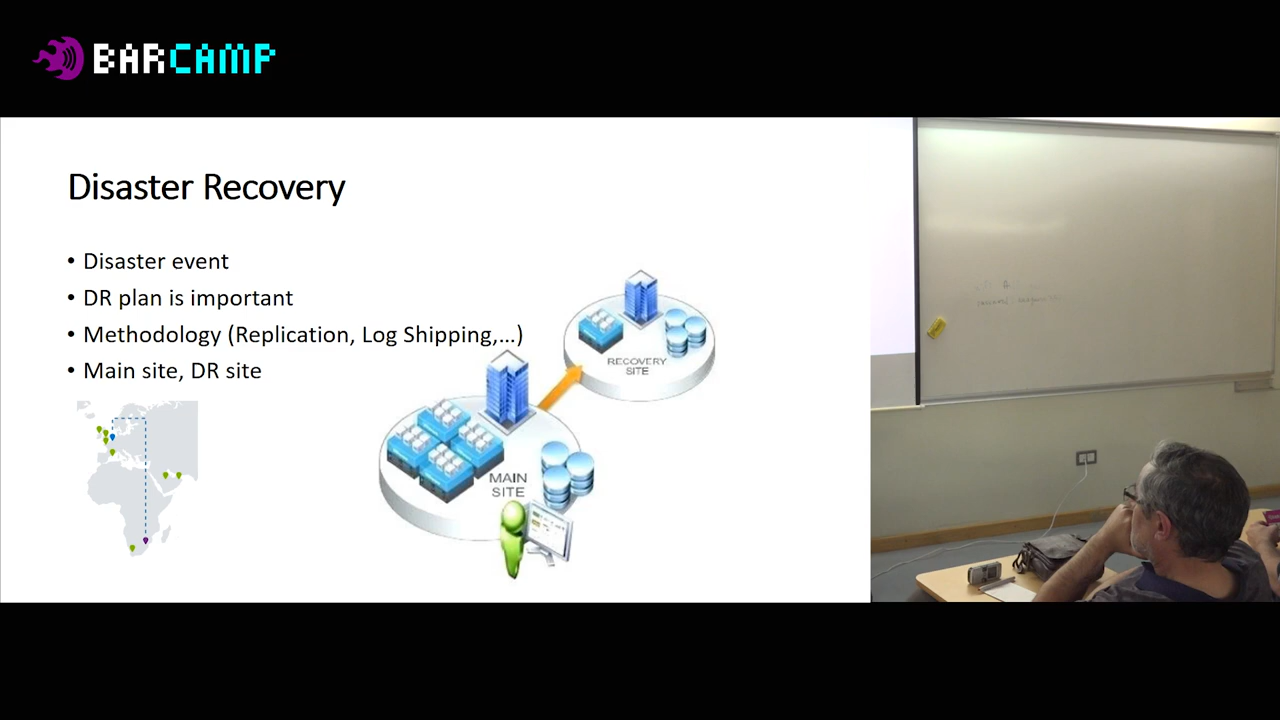 BARCAMP
Disaster Recovery
• Disaster event
• DR plan is important
• Methodology (Replication, Log Shipping,...)
• Main site, DR site
RECOVERY
SITE
MAIN
SITE